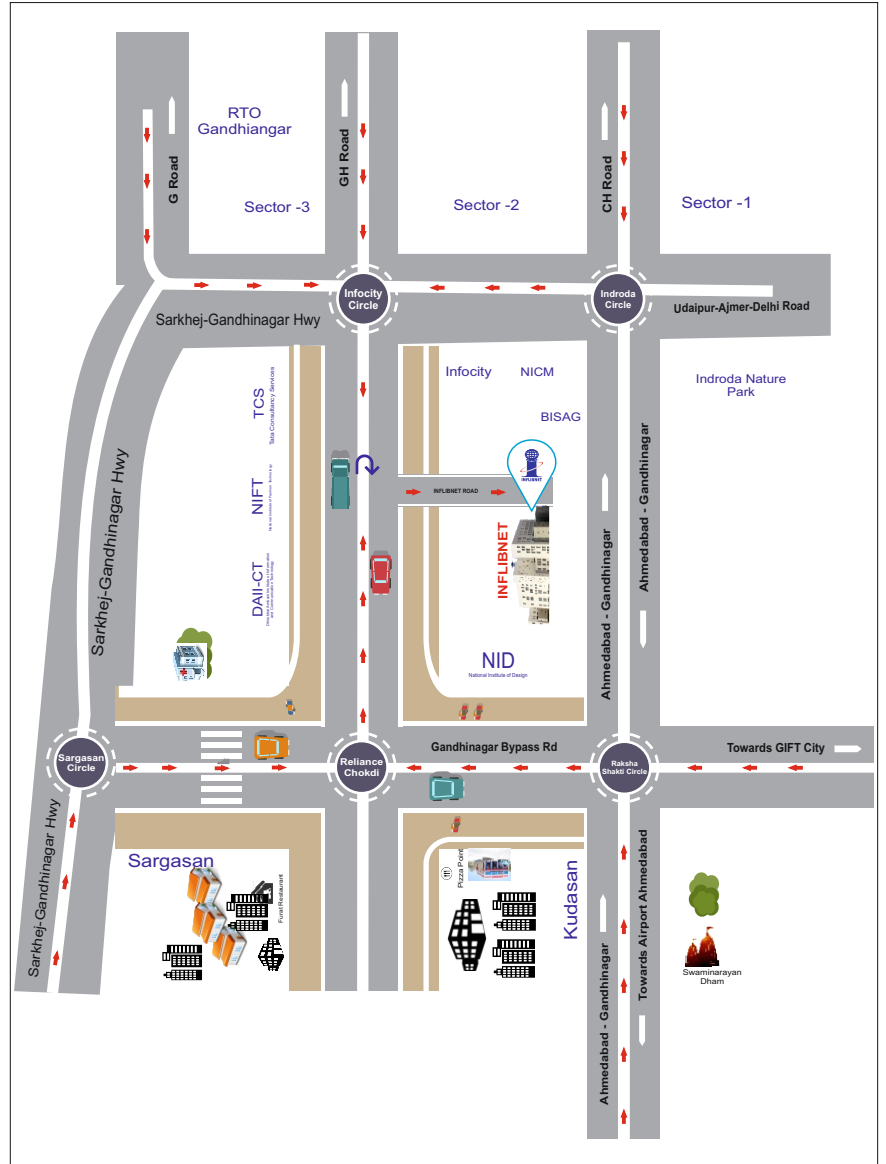 RTO
Gandhiangar
G Road
GH Road
CH Road
Sector -3
Sector -2
Sector -1
Infocity
Circle
Indroda
Circle
Udaipur-Ajmer-Delhi Road
Sarkhej-Gandhinagar Hwy
Infocity
NICM
BISAG
Indroda Nature
Park
TCS
Tata Consultancy Services
NIFT
DAII-CT
INFLIBNET ROAD
INFLIBNET
INFLIBNET
Sarkhej-Gandhinagar Hwy
Ahmedabad - Gandhinagar
Ahmedabad - Gandhinagar
NID
National Institute of Design
Sargasan
Circle
Reliance
Chokdi
Gandhinagar Bypass Rd
Raksha
Shakti Circle
Towards GIFT City
Sarkhej-Gandhinagar Hwy
Sargasan
Pizza Point
Kudasan
Ahmedabad - Gandhinagar
Towards Airport Ahmedabad
Swaminarayan
Dham